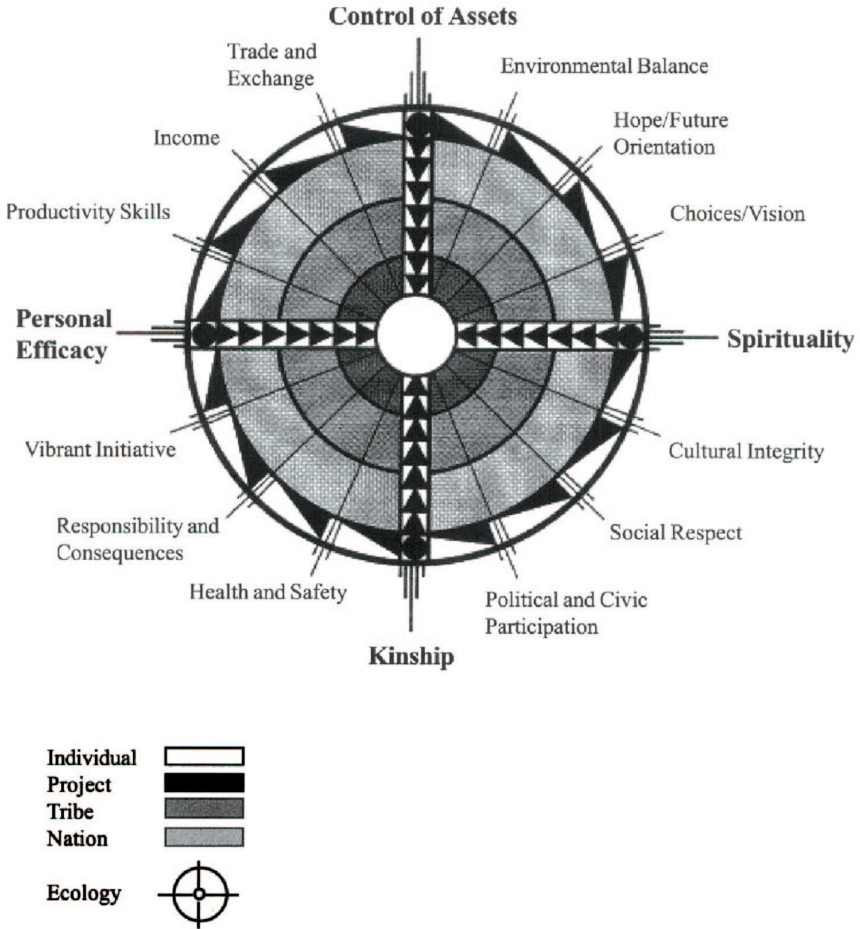 Control of Assets
Trade and
Exchange
Environmental Balance
Income
Hope/Future
Orientation
Productivity Skills
Choices/Vision
Personal
Efficacy
Spirituality
Vibrant Initiative
Cultural Integrity
Responsibility and
Consequences
Social Respect
Health and Safety
Political and Civic
Participation
Kinship
Individual
Project
Tribe
Nation
Ecology